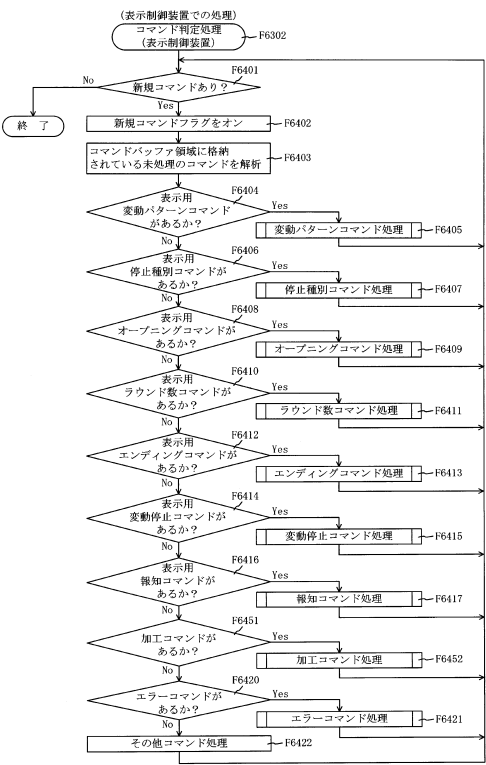 (表示制御装置での処理)
コマンド判定処理
(表示制御装置)
F6302
F6401
No
新規コマンドあり？
Yes
終 了
新規コマンドフラグをオン
F6402
コマンドバッファ領域に格納
されている未処理のコマンドを解析
F6403
F6404
表示用
変動パターンコマンド
があるか？
Yes
変動パターンコマンド処理
F6405
No
F6406
表示用
停止種別コマンドが
あるか？
Yes
停止種別コマンド処理
F6407
No
F6408
表示用
オープニングコマンドが
あるか？
Yes
オープニングコマンド処理
F6409
No
F6410
表示用
ラウンド数コマンドが
あるか？
Yes
ラウンド数コマンド処理
F6411
No
F6412
表示用
エンディングコマンドが
あるか？
Yes
エンディングコマンド処理
F6413
No
F6414
表示用
変動停止コマンドが
あるか？
Yes
変動停止コマンド処理
F6415
No
F6416
表示用
報知コマンドが
あるか？
Yes
報知コマンド処理
F6417
No
F6451
加工コマンドが
あるか？
Yes
加工コマンド処理
F6452
No
F6420
エラーコマンドが
あるか？
Yes
エラーコマンド処理
F6421
No
その他コマンド処理
F6422